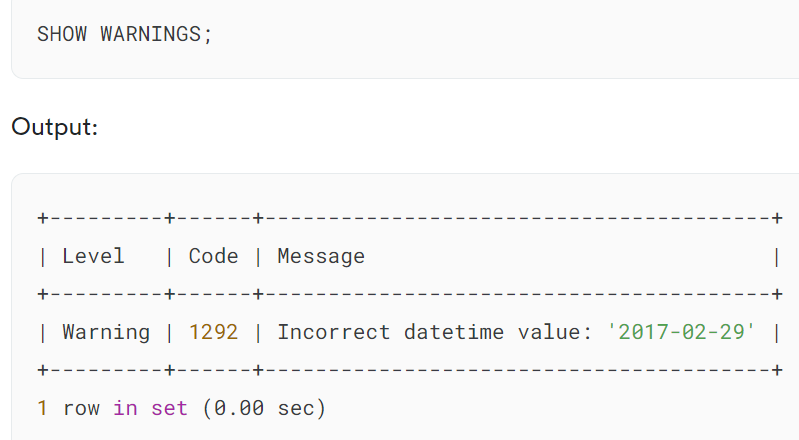 SHOW WARNINGS;
Output:
+---------+------+----------------------------------------+
| Level   | Code | Message                                |
+---------+------+----------------------------------------+
| Warning | 1292 | Incorrect datetime value: '2017-02-29' |
+---------+------+----------------------------------------+
1 row in set (0.00 sec)